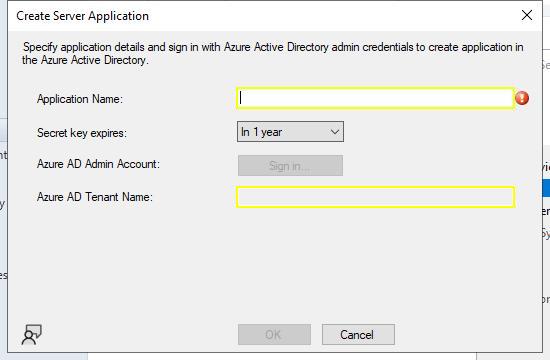 Create Server Application
Specify application details and sign in with Azure Active Directory admin credentials to create application in
the Azure Active Directory.
Application Name:
Secret key expires:
In 1 year
Azure AD Admin Account:
Sign in...
Azure AD Tenant Name:
OK
Cancel